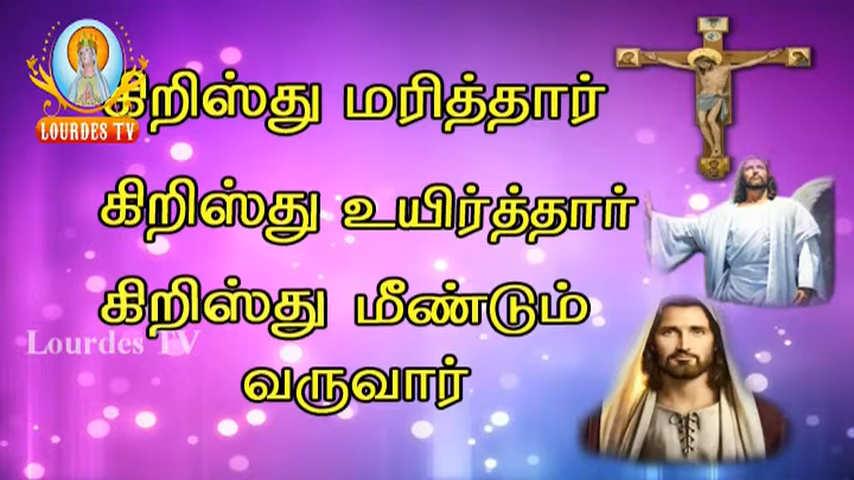 LOURDES TV
கிறிஸ்து மரித்தார்
கிறிஸ்து உயிர்த்தார்
கிறிஸ்து மீண்டும்
வருவார்
Lourdes TV